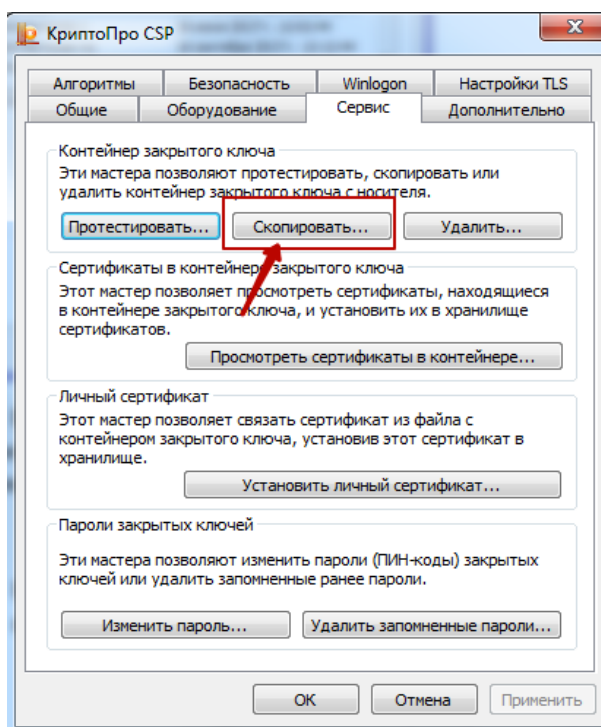 КриптоПро CSP
Алгоритмы Безопасность Winlogon Настройки TLS
Общие Оборудование Сервис Дополнительно
Контейнер закрытого ключа
Эти мастера позволяют протестировать, скопировать или
удалить контейнер закрытого ключа с носителя.
Протестировать... Скопировать... Удалить...
Сертификаты в контейнере закрытого ключа
Этот мастер позволяет просмотреть сертификаты, находящиеся
в контейнере закрытого ключа, и установить их в хранилище
сертификатов.
Просмотреть сертификаты в контейнере...
Личный сертификат
Этот мастер позволяет связать сертификат из файла с
контейнером закрытого ключа, установив этот сертификат в
хранилище.
Установить личный сертификат...
Пароли закрытых ключей
Эти мастера позволяют изменить пароли (ПИН-коды) закрытых
ключей или удалить запомненные ранее пароли.
Изменить пароль... Удалить запомненные пароли...
ОК Отмена Применить